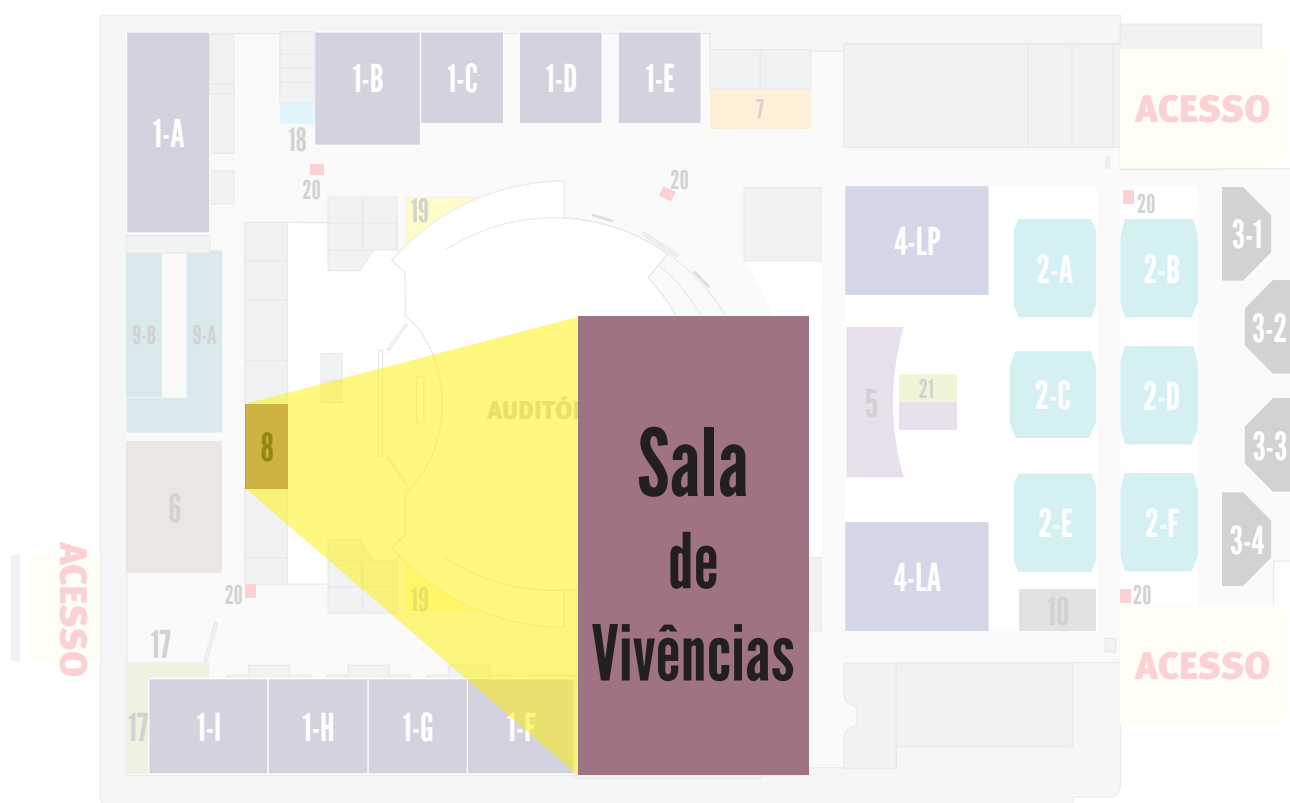 1-A
1-B
1-C
1-D
1-E
7
ACESSO
18
20
20
19
20
3-1
4-LP
2-A
2-B
3-2
9-B
9-A
5
21
2-C
2-D
AUDITÓ
8
3-3
Sala
de
Vivências
6
2-E
2-F
3-4
4-LA
ACESSO
20
19
10
20
17
17
1-I
1-H
1-G
1-F
ACESSO